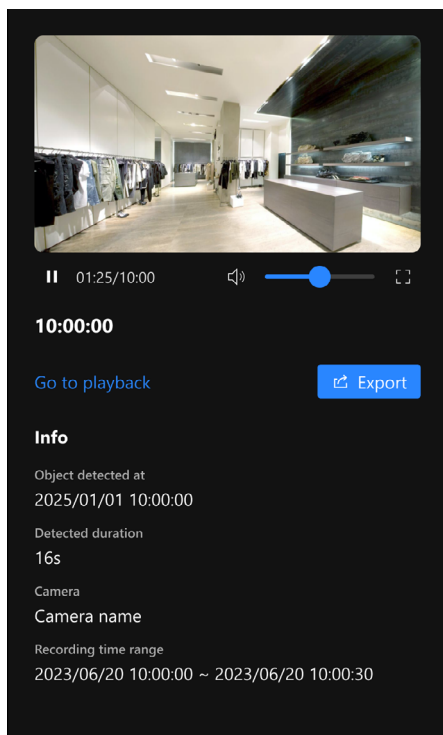 01:25/10:00
10:00:00
Go to playback
Export
Info
Object detected at
2025/01/01 10:00:00
Detected duration
16s
Camera
Camera name
Recording time range
2023/06/20 10:00:00 ~ 2023/06/20 10:00:30